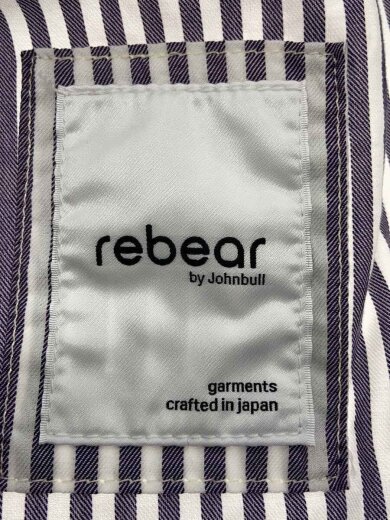 rebear
by Johnbull
garments
crafted in japan